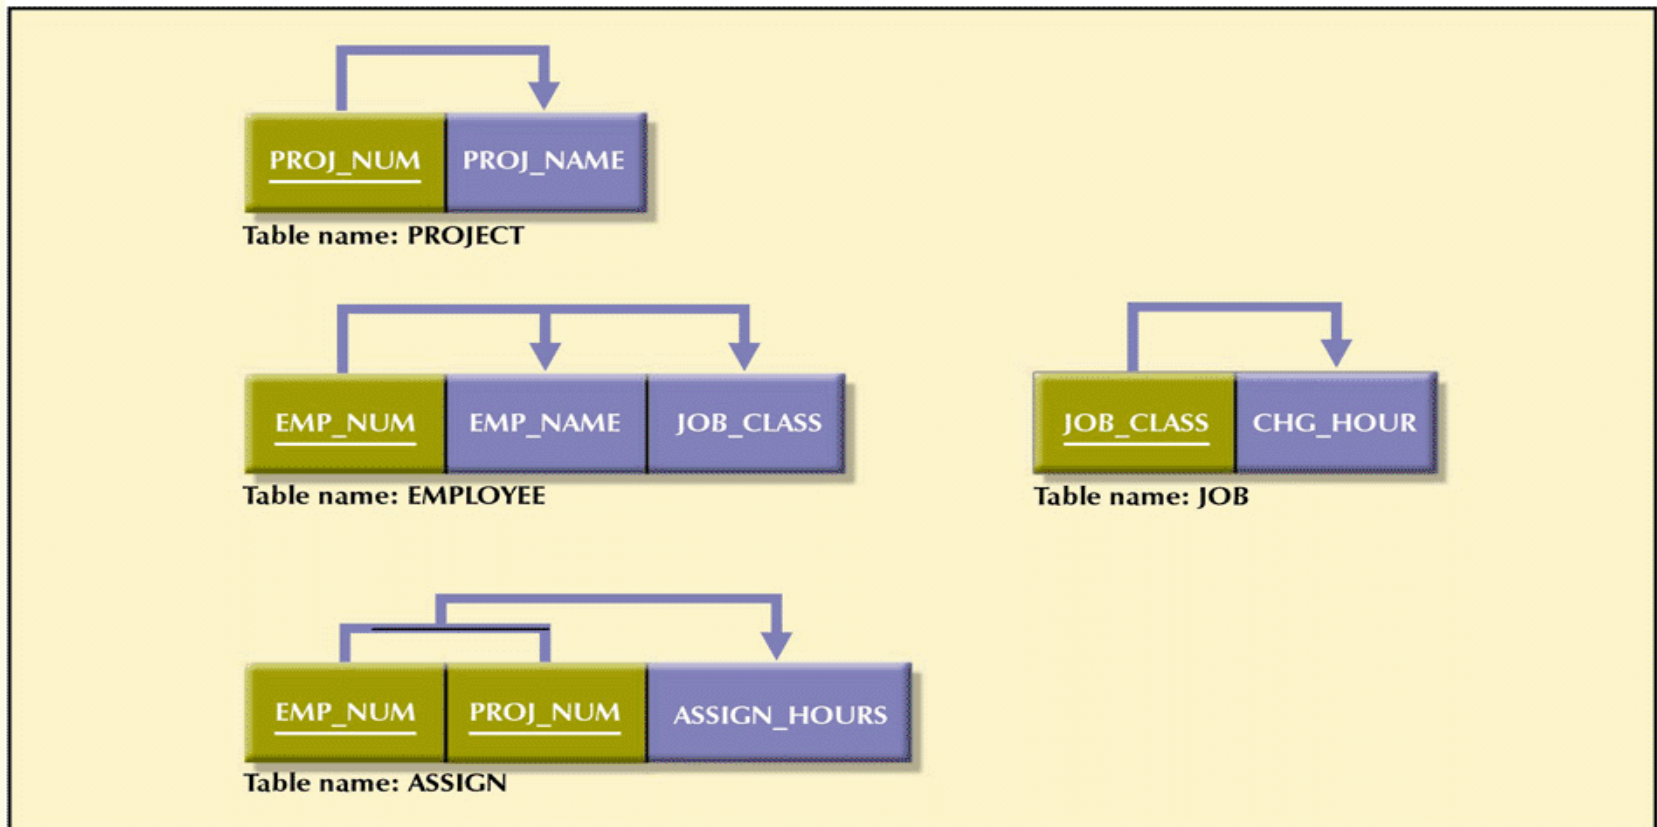 PROJ_NUM PROJ_NAME
Table name: PROJECT
EMP_NUM EMP_NAME JOB_CLASS
Table name: EMPLOYEE
JOB_CLASS CHG_HOUR
Table name: JOB
EMP_NUM PROJ_NUM ASSIGN_HOURS
Table name: ASSIGN